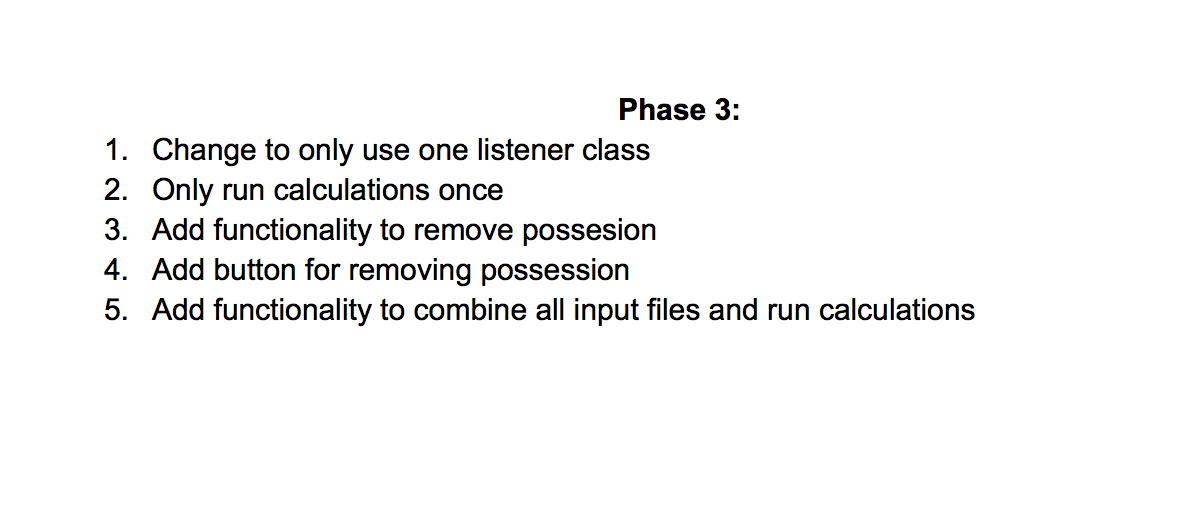 Phase 3:
1. Change to only use one listener class
2. Only run calculations once
3. Add functionality to remove possesion
4. Add button for removing possession
5. Add functionality to combine all input files and run calculations